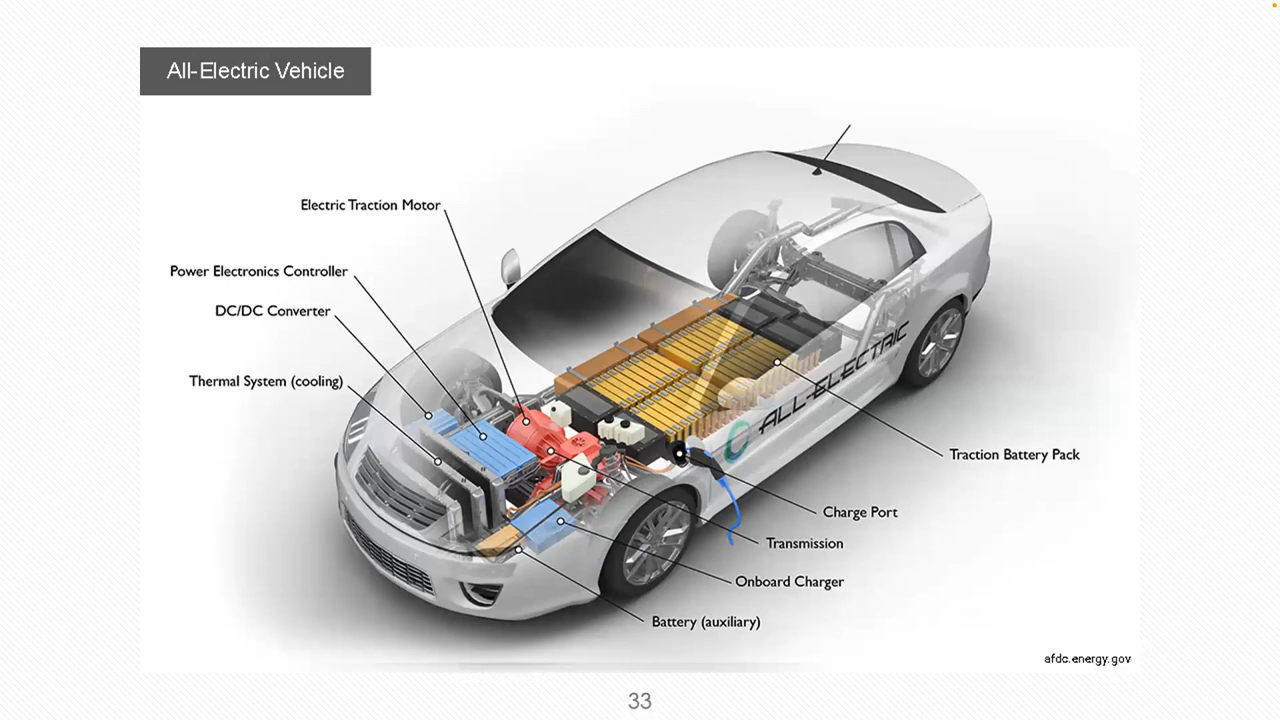 All-Electric Vehicle
Electric Traction Motor
Power Electronics Controller
DC/DC Converter
Thermal System (cooling)
ALL-ELECTRIC
Traction Battery Pack
Charge Port
Transmission
Onboard Charger
Battery (auxiliary)
afdc.energy.gov
33